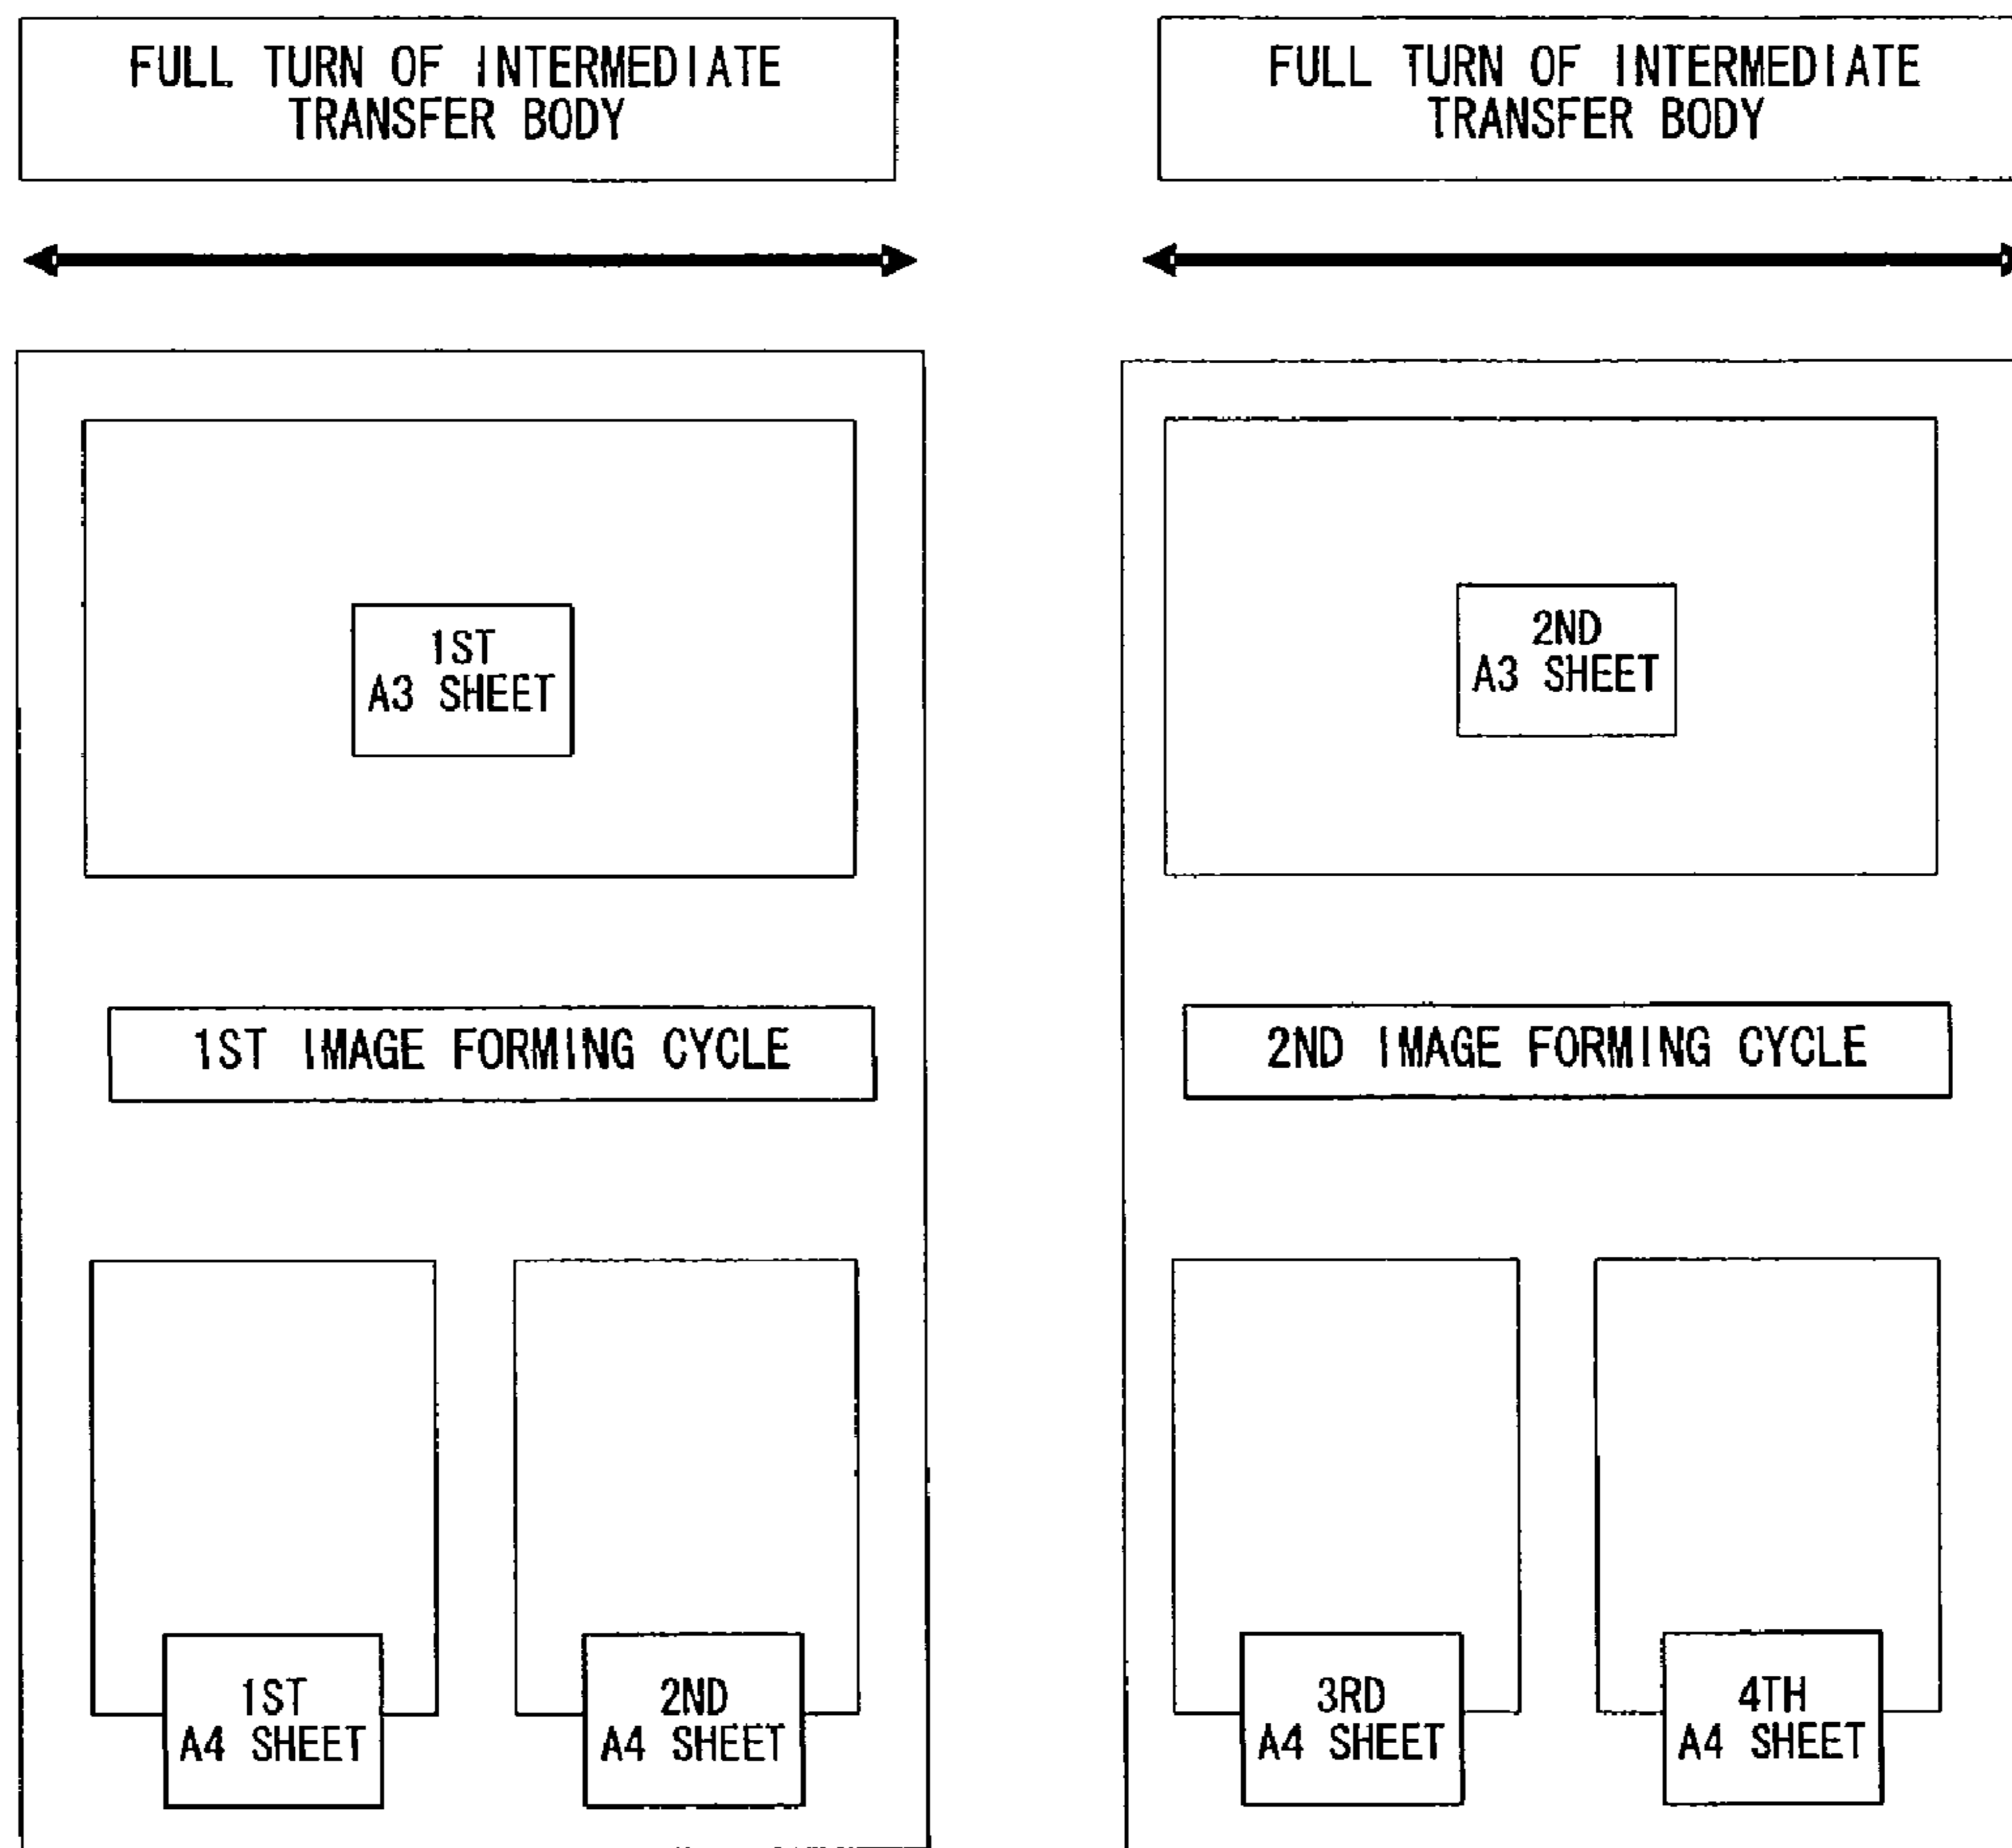 FULL TURN OF INTERMEDIATE
TRANSFER BODY
FULL TURN OF INTERMEDIATE
TRANSFER BODY
1ST
A3 SHEET
2ND
A3 SHEET
1ST IMAGE FORMING CYCLE
2ND IMAGE FORMING CYCLE
1ST
A4 SHEET
2ND
A4 SHEET
3RD
A4 SHEET
4TH
A4 SHEET